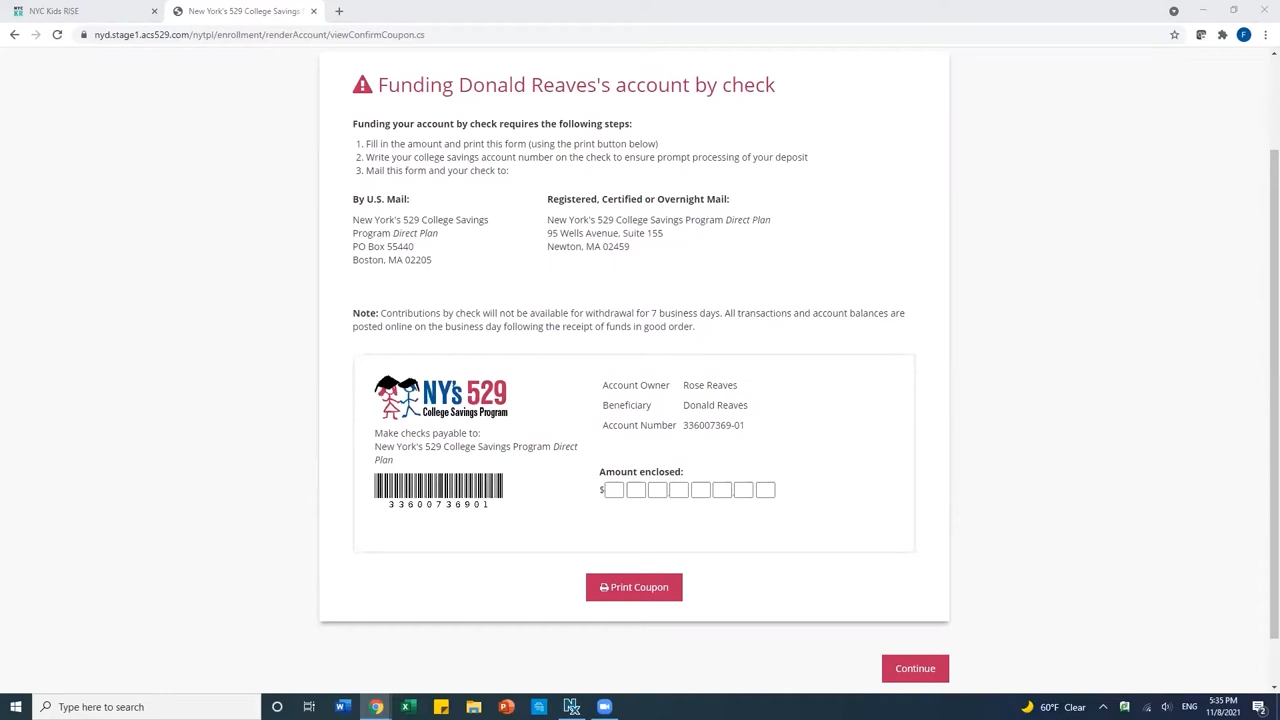 NYC Kids RISE
New York's 529 College Savings
nyd.stage1.acs529.com/nytpl/enrollment/renderAccount/viewConfirmCoupon.cs
F
Funding Donald Reaves's account by check
Funding your account by check requires the following steps:
1. Fill in the amount and print this form (using the print button below)
2. Write your college savings account number on the check to ensure prompt processing of your deposit
3. Mail this form and your check to:
By U.S. Mail:
New York's 529 College Savings
Program Direct Plan
PO Box 55440
Boston, MA 02205
Registered, Certified or Overnight Mail:
New York's 529 College Savings Program Direct Plan
95 Wells Avenue, Suite 155
Newton, MA 02459
Note: Contributions by check will not be available for withdrawal for 7 business days. All transactions and account balances are
posted online on the business day following the receipt of funds in good order.
NY's 529
College Savings Program
Make checks payable to:
New York's 529 College Savings Program Direct
Plan
33600736901
Account Owner Rose Reaves
Beneficiary Donald Reaves
Account Number 336007369-01
Amount enclosed:
$
Print Coupon
Continue
Type here to search
60°F Clear
5:35 PM
11/8/2021